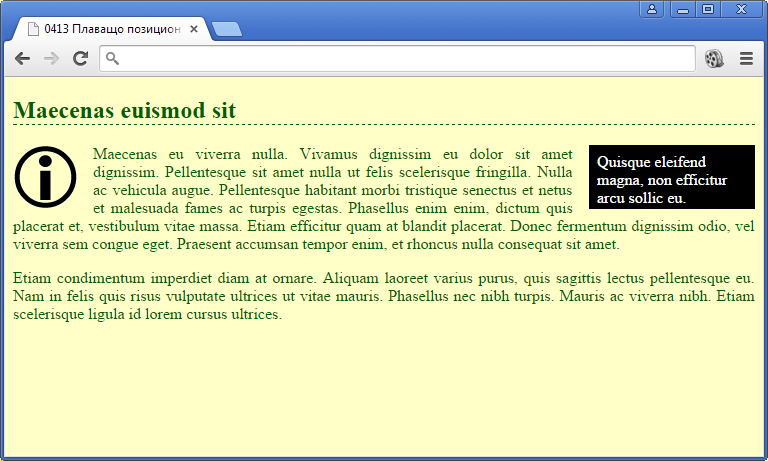 0413 Плаващо позицион
Maecenas euismod sit
Maecenas eu viverra nulla. Vivamus dignissim eu dolor sit amet
dignissim. Pellentesque sit amet nulla ut felis scelerisque fringilla. Nulla
ac vehicula augue. Pellentesque habitant morbi tristique senectus et netus
et malesuada fames ac turpis egestas. Phasellus enim enim, dictum quis
placerat et, vestibulum vitae massa. Etiam efficitur quam at blandit placerat. Donec fermentum dignissim odio, vel
viverra sem congue eget. Praesent accumsan tempor enim, et rhoncus nulla consequat sit amet.
Quisque eleifend
magna, non efficitur
arcu sollic eu.
Etiam condimentum imperdiet diam at ornare. Aliquam laoreet varius purus, quis sagittis lectus pellentesque eu.
Nam in felis quis risus vulputate ultrices ut vitae mauris. Phasellus nec nibh turpis. Mauris ac viverra nibh. Etiam
scelerisque ligula id lorem cursus ultrices.